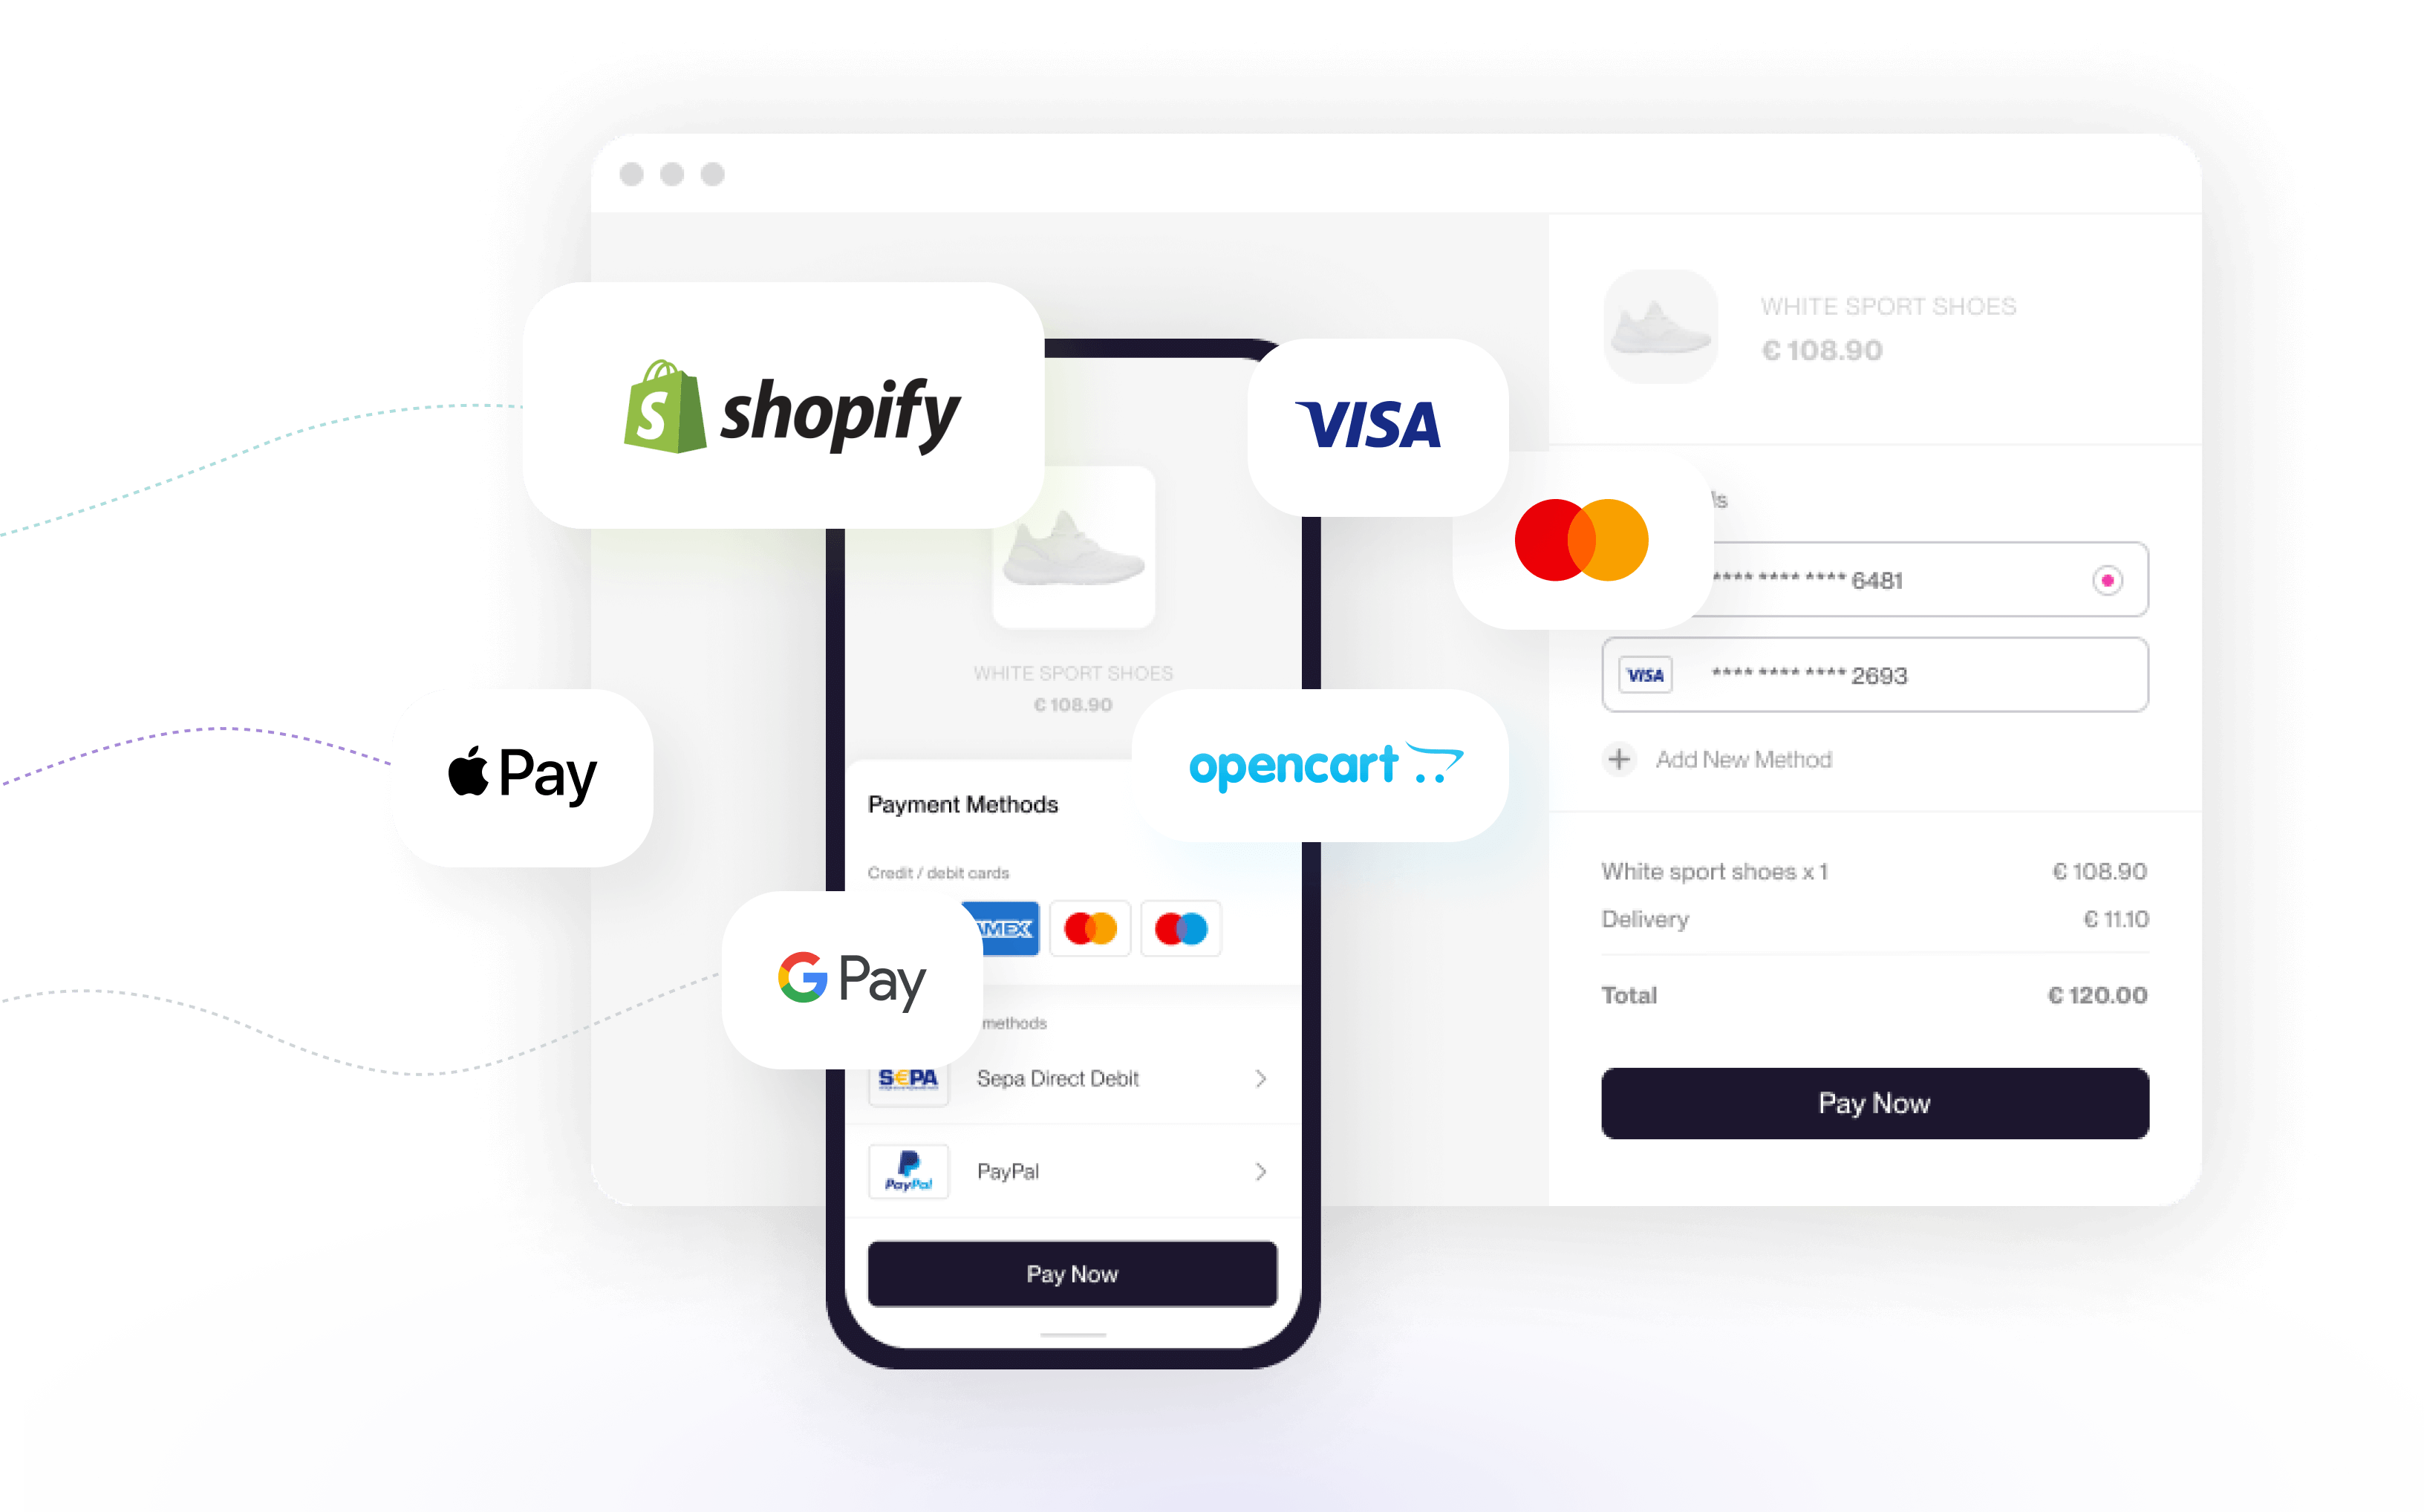 WHITE SPORT SHOES
€ 108.90
shopify
VISA
**** **** **** 6481
VISA
**** **** **** 2693
Add New Method
White sport shoes x 1 € 108.90
Delivery € 11.10
Total € 120.00
Pay Now
WHITE SPORT SHOES
€ 108.90
Pay
opencart
Payment Methods
Credit / debit cards
AMEX
G Pay
methods
SEPA
Sepa Direct Debit
PayPal
PayPal
Pay Now